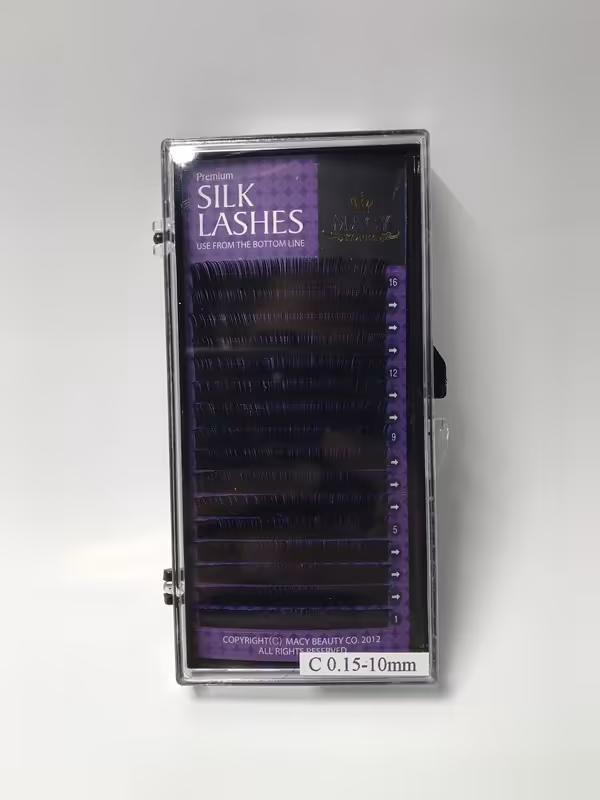 Premium
SILK
LASHES
USE FROM THE BOTTOM LINE
MACY
16
12
9
5
1
COPYRIGHT(C) MACY BEAUTY CO. 2012
ALL RIGHTS RESERVED
C 0.15-10mm